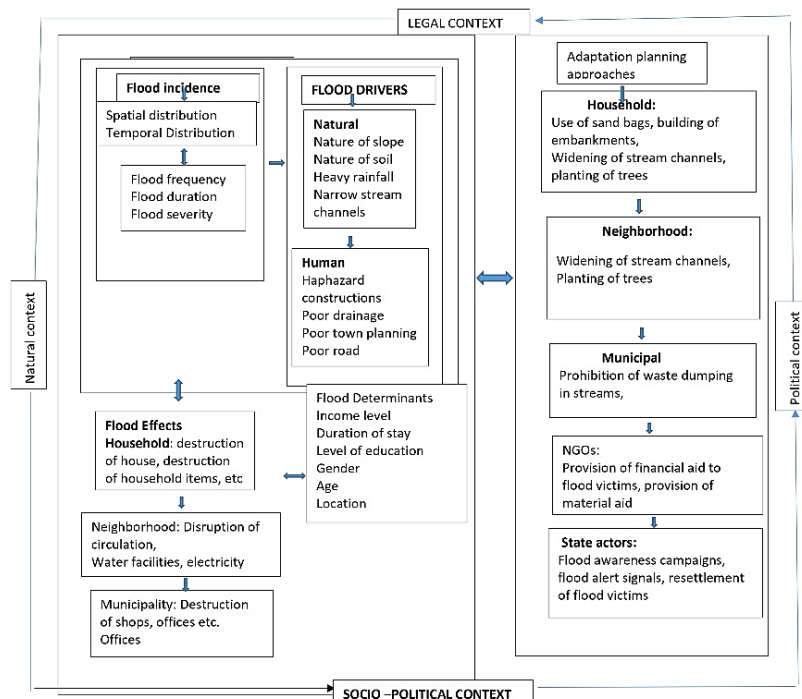 LEGAL CONTEXT
Natural context
Flood incidence
Spatial distribution
Temporal Distribution
Flood frequency
Flood duration
Flood severity
FLOOD DRIVERS
Natural
Nature of slope
Nature of soil
Heavy rainfall
Narrow stream
channels
Human
Haphazard
constructions
Poor drainage
Poor town planning
Poor road
Flood Effects
Household: destruction
of house, destruction
of household items, etc
Neighborhood: Disruption of
circulation,
Water facilities, electricity
Municipality: Destruction
of shops, offices etc.
Offices
Flood Determinants
Income level
Duration of stay
Level of education
Gender
Age
Location
Adaptation planning
approaches
Household:
Use of sand bags, building of
embankments,
Widening of stream channels,
planting of trees
Neighborhood:
Widening of stream channels,
Planting of trees
Municipal
Prohibition of waste dumping
in streams,
NGOs:
Provision of financial aid to
flood victims, provision of
material aid
State actors:
Flood awareness campaigns,
flood alert signals, resettlement
of flood victims
Political context
SOCIO –POLITICAL CONTEXT